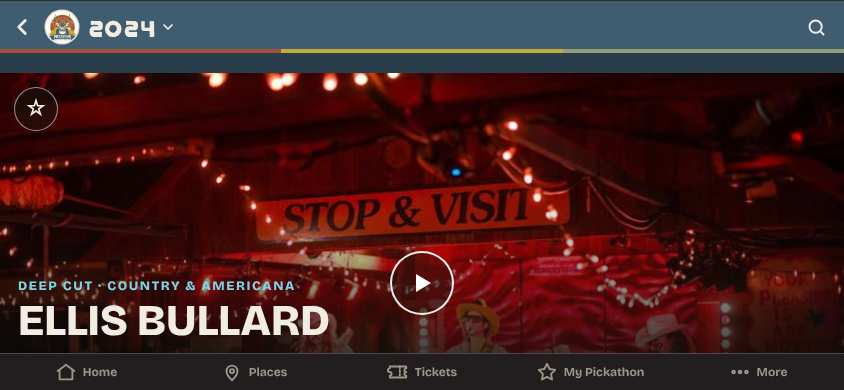 2024
STOP & VISIT
DEEP CUT · COUNTRY & AMERICANA
ELLIS BULLARD
Home
Places
Tickets
My Pickathon
More